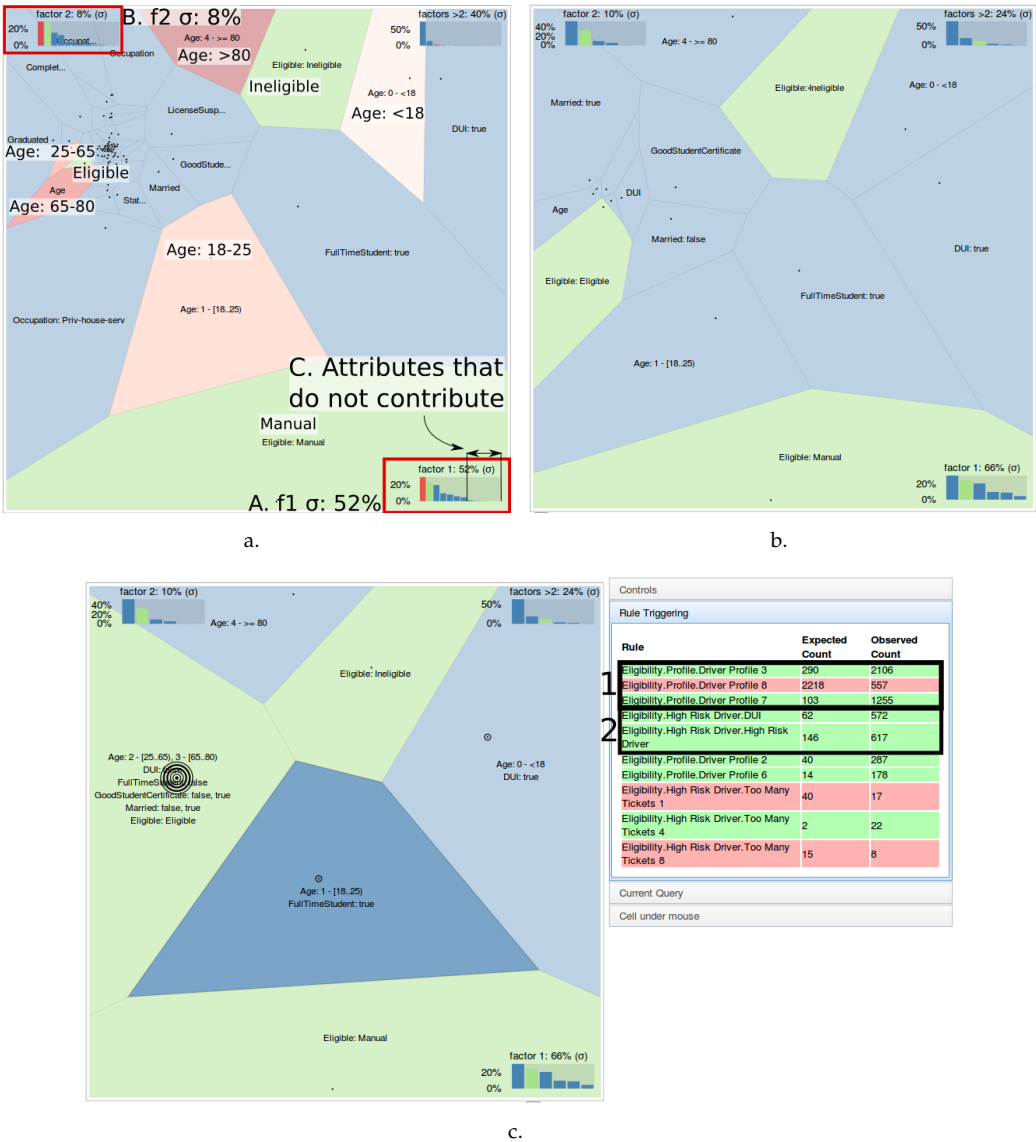 factor 2: 8% (σ)
20%
0%
B. f2 σ: 8%
factors >2: 40% (σ)
50%
0%
Occupation
Age: 4 - >= 80
Age: >80
Complet...
Eligible: Ineligible
Ineligible
Age: 0 - <18
Age: <18
LicenseSusp...
DUI: true
Graduated
Age: 25-65
Eligible
GoodStude...
Age
Married
Age: 65-80
Stat...
Age: 18-25
FullTimeStudent: true
Occupation: Priv-house-serv
Age: 1 - [18..25)
C. Attributes that
do not contribute
Manual
Eligible: Manual
factor 1: 52% (σ)
20%
0%
A. f1 σ: 52%
a.
factor 2: 10% (σ)
40%
20%
0%
Age: 4 - >= 80
factors >2: 24% (σ)
50%
0%
Married: true
Eligible: Ineligible
Age: 0 - <18
GoodStudentCertificate
DUI
Age
Married: false
DUI: true
Eligible: Eligible
FullTimeStudent: true
Age: 1 - [18..25)
Eligible: Manual
factor 1: 66% (σ)
20%
0%
b.
factor 2: 10% (σ)
40%
20%
0%
Age: 4 - >= 80
factors >2: 24% (σ)
50%
0%
Eligible: Ineligible
Age: 2 - [25..65), 3 - [65..80)
DUI:
FullTimeStudent: false
GoodStudentCertificate: false, true
Married: false, true
Eligible: Eligible
Age: 0 - <18
DUI: true
Age: 1 - [18..25)
FullTimeStudent: true
Eligible: Manual
factor 1: 66% (σ)
20%
0%
Controls
Rule Triggering
Rule Expected Count Observed Count
1
Eligibility.Profile.Driver Profile 3 290 2106
Eligibility.Profile.Driver Profile 8 2218 557
Eligibility.Profile.Driver Profile 7 103 1255
2
Eligibility.High Risk Driver.DUI 62 572
Eligibility.High Risk Driver.High Risk Driver 146 617
Eligibility.Profile.Driver Profile 2 40 287
Eligibility.Profile.Driver Profile 6 14 178
Eligibility.High Risk Driver.Too Many Tickets 1 40 17
Eligibility.High Risk Driver.Too Many Tickets 4 2 22
Eligibility.High Risk Driver.Too Many Tickets 8 15 8
Current Query
Cell under mouse
c.